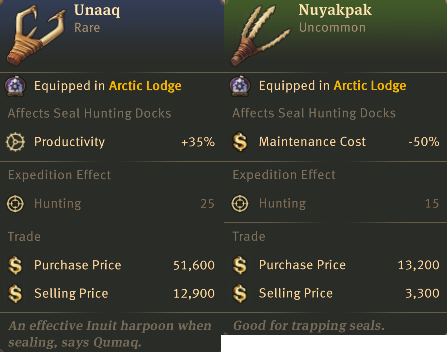 Unaaq
Rare
Equipped in Arctic Lodge
Affects Seal Hunting Docks
Productivity +35%
Expedition Effect
Hunting 25
Trade
Purchase Price 51,600
Selling Price 12,900
An effective Inuit harpoon when
sealing, says Qumaq.
Nuyakpak
Uncommon
Equipped in Arctic Lodge
Affects Seal Hunting Docks
Maintenance Cost -50%
Expedition Effect
Hunting 15
Trade
Purchase Price 13,200
Selling Price 3,300
Good for trapping seals.